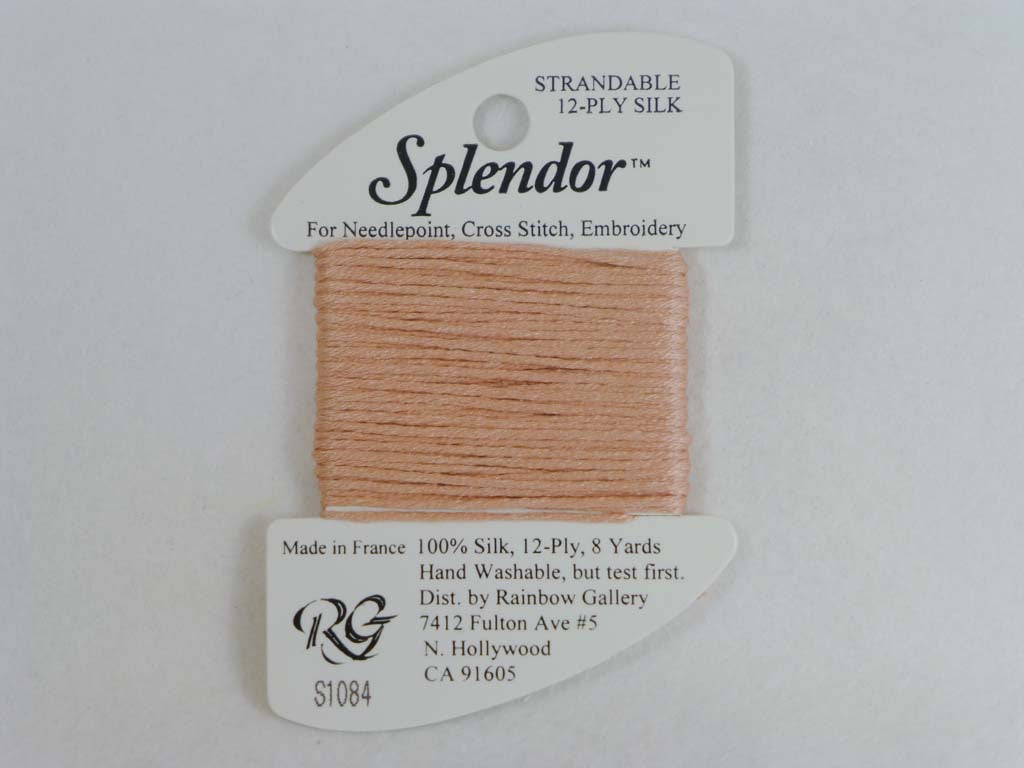 STRANDABLE
12-PLY SILK
Splendor™
For Needlepoint, Cross Stitch, Embroidery
Made in France
100% Silk, 12-Ply, 8 Yards
Hand Washable, but test first.
Dist. by Rainbow Gallery
7412 Fulton Ave #5
N. Hollywood
CA 91605
RG
S1084